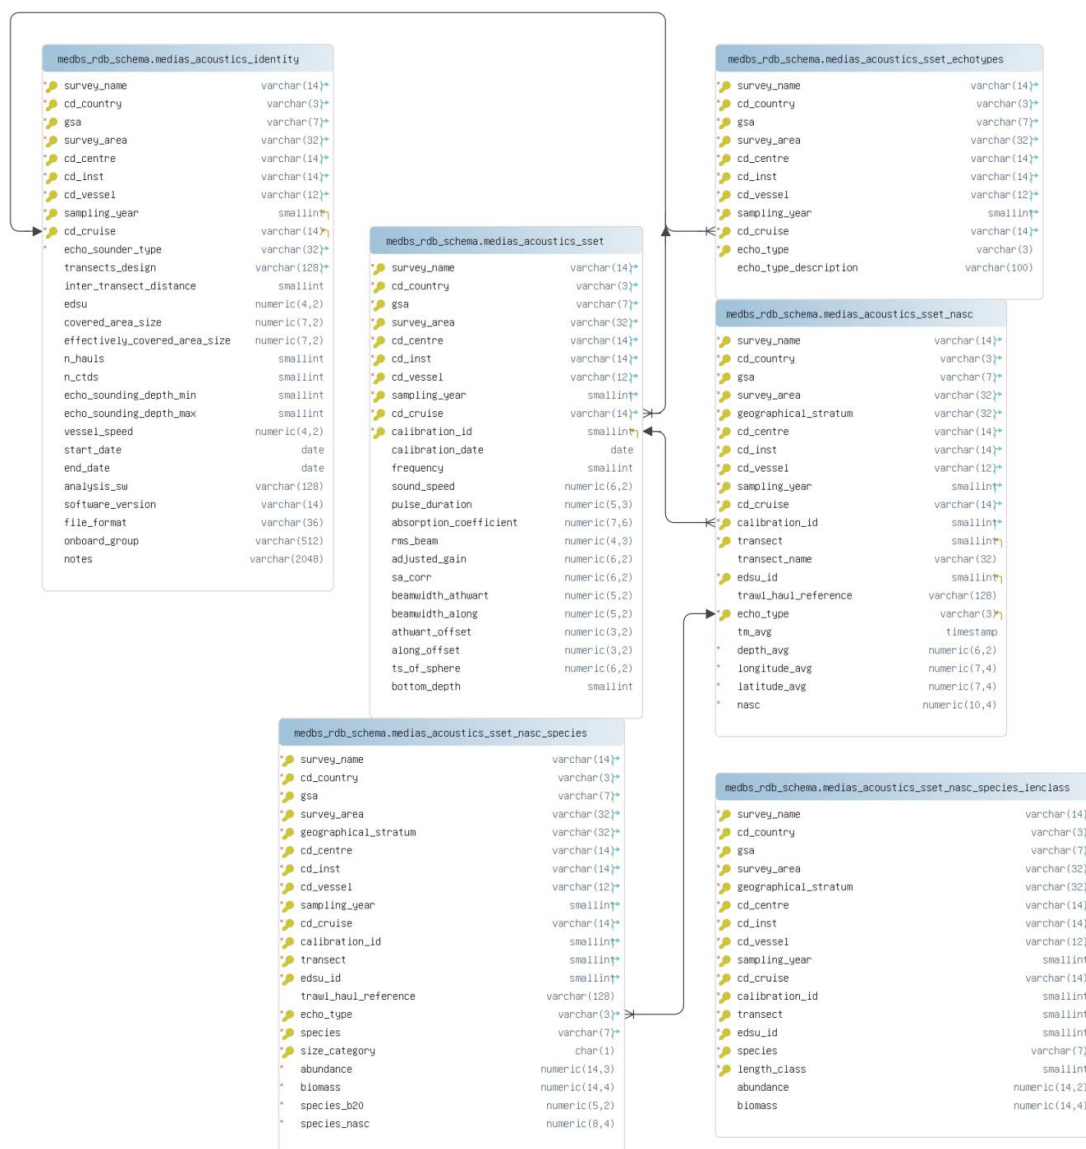 medbs_rdb_schema.medias_acoustics_identity
survey_name varchar(14)
cd_country varchar(3)
gsa varchar(7)
survey_area varchar(32)
cd_centre varchar(14)
cd_inst varchar(14)
cd_vessel varchar(12)
sampling_year smallint
cd_cruise varchar(14)
* echo_sounder_type varchar(32)
transects_design varchar(128)
inter_transect_distance smallint
edsu numeric(4,2)
covered_area_size numeric(7,2)
effectively_covered_area_size numeric(7,2)
n_hauls smallint
n_ctds smallint
echo_sounding_depth_min smallint
echo_sounding_depth_max smallint
vessel_speed numeric(4,2)
start_date date
end_date date
analysis_sw varchar(128)
software_version varchar(14)
file_format varchar(36)
onboard_group varchar(512)
notes varchar(2048)
medbs_rdb_schema.medias_acoustics_sset
survey_name varchar(14)
cd_country varchar(3)
gsa varchar(7)
survey_area varchar(32)
cd_centre varchar(14)
cd_inst varchar(14)
cd_vessel varchar(12)
sampling_year smallint
cd_cruise varchar(14)
calibration_id smallint
calibration_date date
frequency smallint
sound_speed numeric(6,2)
pulse_duration numeric(5,3)
absorption_coefficient numeric(7,6)
rms_beam numeric(4,3)
adjusted_gain numeric(6,2)
sa_corr numeric(6,2)
beamwidth_athwart numeric(5,2)
beamwidth_along numeric(5,2)
athwart_offset numeric(3,2)
along_offset numeric(3,2)
ts_of_sphere numeric(6,2)
bottom_depth smallint
medbs_rdb_schema.medias_acoustics_sset_echotypes
survey_name varchar(14)
cd_country varchar(3)
gsa varchar(7)
survey_area varchar(32)
cd_centre varchar(14)
cd_inst varchar(14)
cd_vessel varchar(12)
sampling_year smallint
cd_cruise varchar(14)
echo_type varchar(3)
echo_type_description varchar(100)
medbs_rdb_schema.medias_acoustics_sset_nasc
survey_name varchar(14)
cd_country varchar(3)
gsa varchar(7)
survey_area varchar(32)
geographical_stratum varchar(32)
cd_centre varchar(14)
cd_inst varchar(14)
cd_vessel varchar(12)
sampling_year smallint
cd_cruise varchar(14)
calibration_id smallint
transect smallint
transect_name varchar(32)
edsu_id smallint
trawl_haul_reference varchar(128)
echo_type varchar(3)
tm_avg timestamp
* depth_avg numeric(6,2)
* longitude_avg numeric(7,4)
* latitude_avg numeric(7,4)
* nasc numeric(10,4)
medbs_rdb_schema.medias_acoustics_sset_nasc_species
survey_name varchar(14)
cd_country varchar(3)
gsa varchar(7)
survey_area varchar(32)
geographical_stratum varchar(32)
cd_centre varchar(14)
cd_inst varchar(14)
cd_vessel varchar(12)
sampling_year smallint
cd_cruise varchar(14)
calibration_id smallint
transect smallint
edsu_id smallint
trawl_haul_reference varchar(128)
echo_type varchar(3)
species varchar(7)
size_category char(1)
* abundance numeric(14,3)
* biomass numeric(14,4)
* species_b20 numeric(5,2)
* species_nasc numeric(8,4)
medbs_rdb_schema.medias_acoustics_sset_nasc_species_lenclass
survey_name varchar(14)
cd_country varchar(3)
gsa varchar(7)
survey_area varchar(32)
geographical_stratum varchar(32)
cd_centre varchar(14)
cd_inst varchar(14)
cd_vessel varchar(12)
sampling_year smallint
cd_cruise varchar(14)
calibration_id smallint
transect smallint
edsu_id smallint
species varchar(7)
length_class smallint
abundance numeric(14,2)
biomass numeric(14,4)